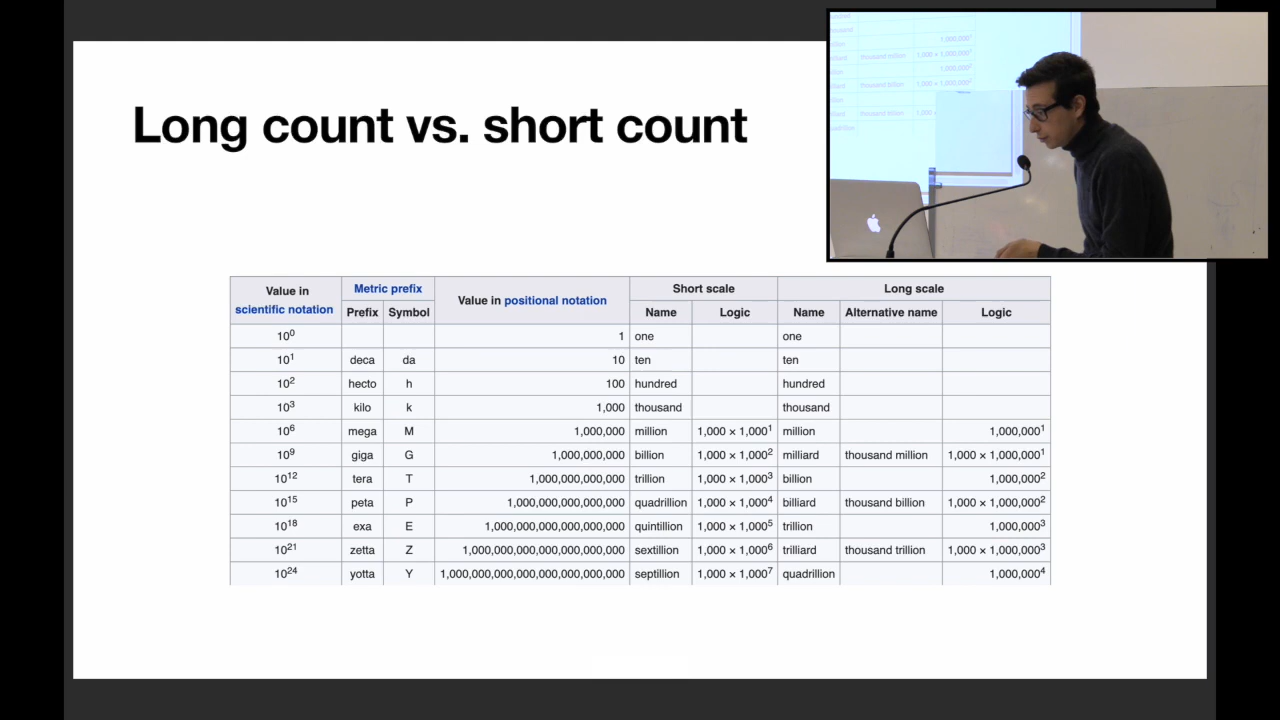 Long count vs. short count
Value in scientific notation Metric prefix Value in positional notation Short scale Long scale
Prefix Symbol Name Logic Name Alternative name Logic
10⁰ 1 one one
10¹ deca da 10 ten ten
10² hecto h 100 hundred hundred
10³ kilo k 1,000 thousand thousand
10⁶ mega M 1,000,000 million 1,000 × 1,000¹ million 1,000,000¹
10⁹ giga G 1,000,000,000 billion 1,000 × 1,000² milliard thousand million 1,000 × 1,000,000¹
10¹² tera T 1,000,000,000,000 trillion 1,000 × 1,000³ billion 1,000,000²
10¹⁵ peta P 1,000,000,000,000,000 quadrillion 1,000 × 1,000⁴ billiard thousand billion 1,000 × 1,000,000²
10¹⁸ exa E 1,000,000,000,000,000,000 quintillion 1,000 × 1,000⁵ trillion 1,000,000³
10²¹ zetta Z 1,000,000,000,000,000,000,000 sextillion 1,000 × 1,000⁶ trilliard thousand trillion 1,000 × 1,000,000³
10²⁴ yotta Y 1,000,000,000,000,000,000,000,000 septillion 1,000 × 1,000⁷ quadrillion 1,000,000⁴